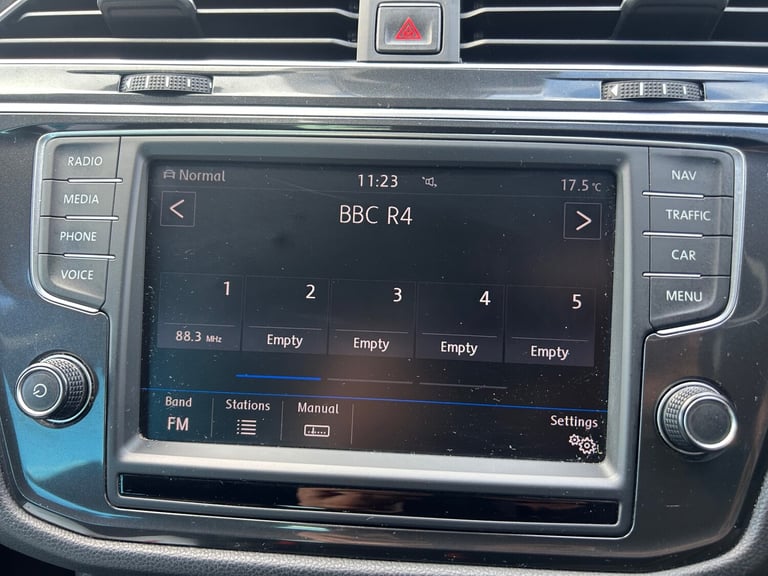 RADIO
MEDIA
PHONE
VOICE
Normal
11:23
17.5 °C
<
BBC R4
>
1
2
3
4
5
88.3 MHz
Empty
Empty
Empty
Empty
Band
FM
Stations
Manual
Settings
NAV
TRAFFIC
CAR
MENU